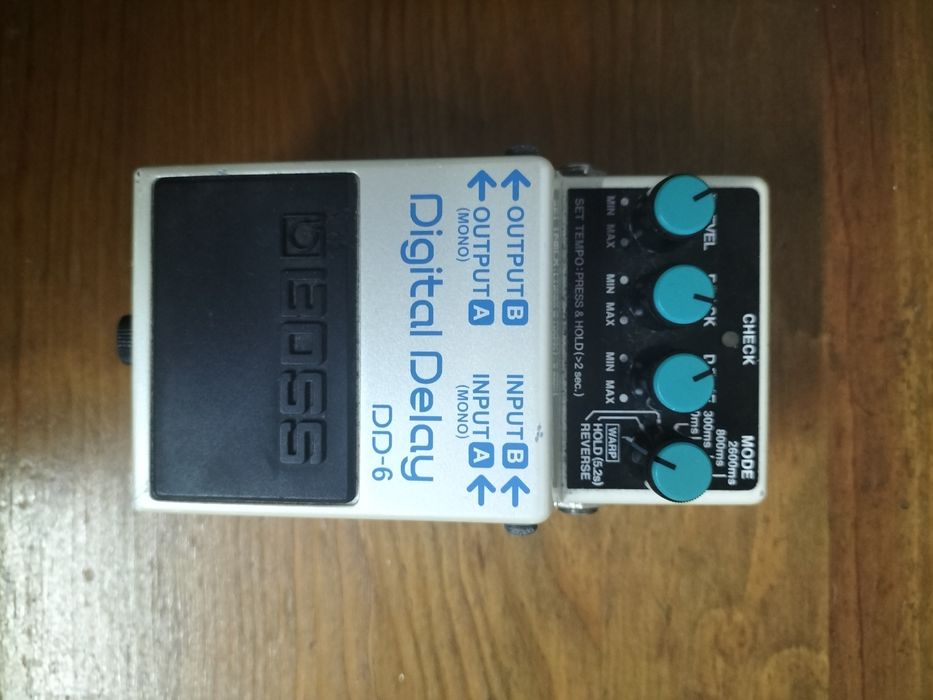 CHECK
MODE
MIN MAX
MIN MAX
MIN MAX
300ms
800ms
2600ms
WARP
HOLD (5.2s)
REVERSE
SET TEMPO:PRESS & HOLD (>2 sec.)
OUTPUT B
INPUT B
OUTPUT A
INPUT A
(MONO)
(MONO)
Digital Delay
DD-6
BOSS